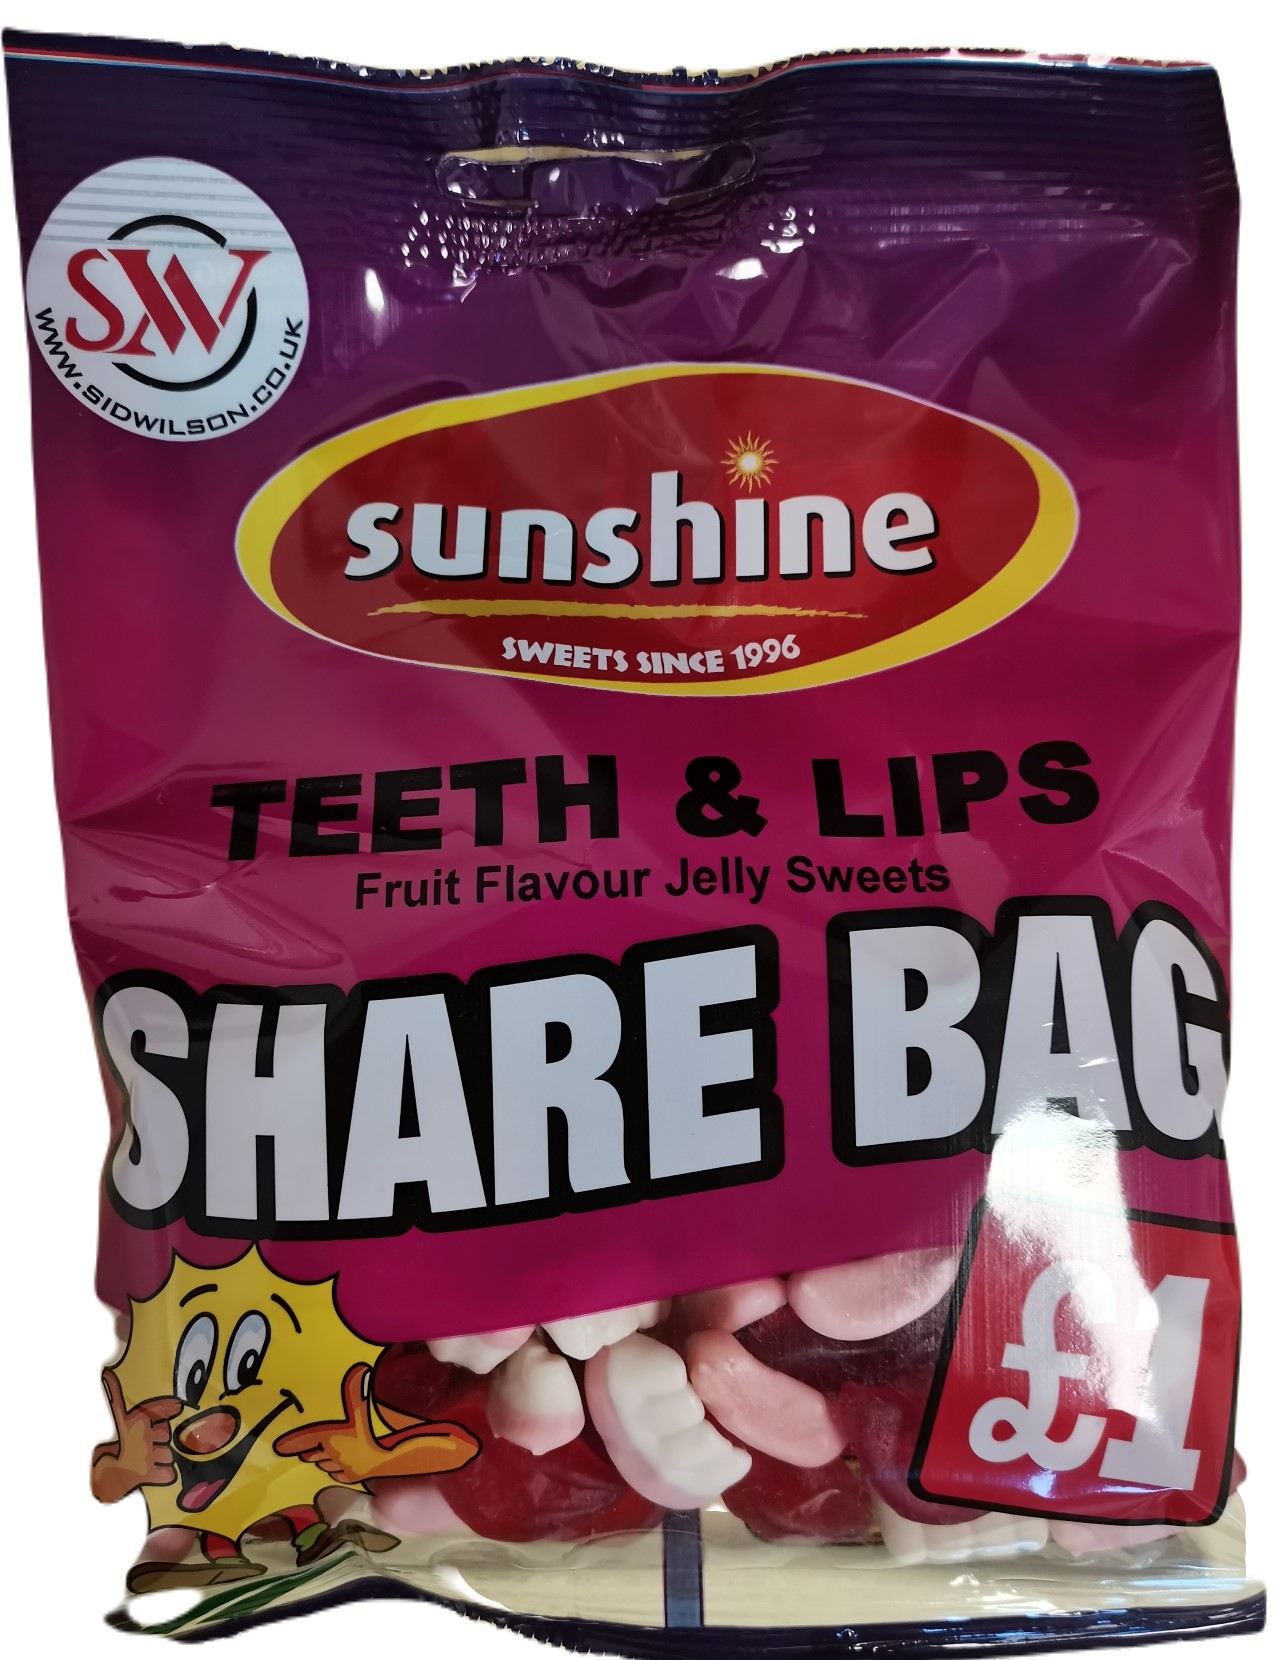 SW
WWW.SIDWILSON.CO.UK
sunshine
SWEETS SINCE 1996
TEETH & LIPS
Fruit Flavour Jelly Sweets
SHARE BAG
£1